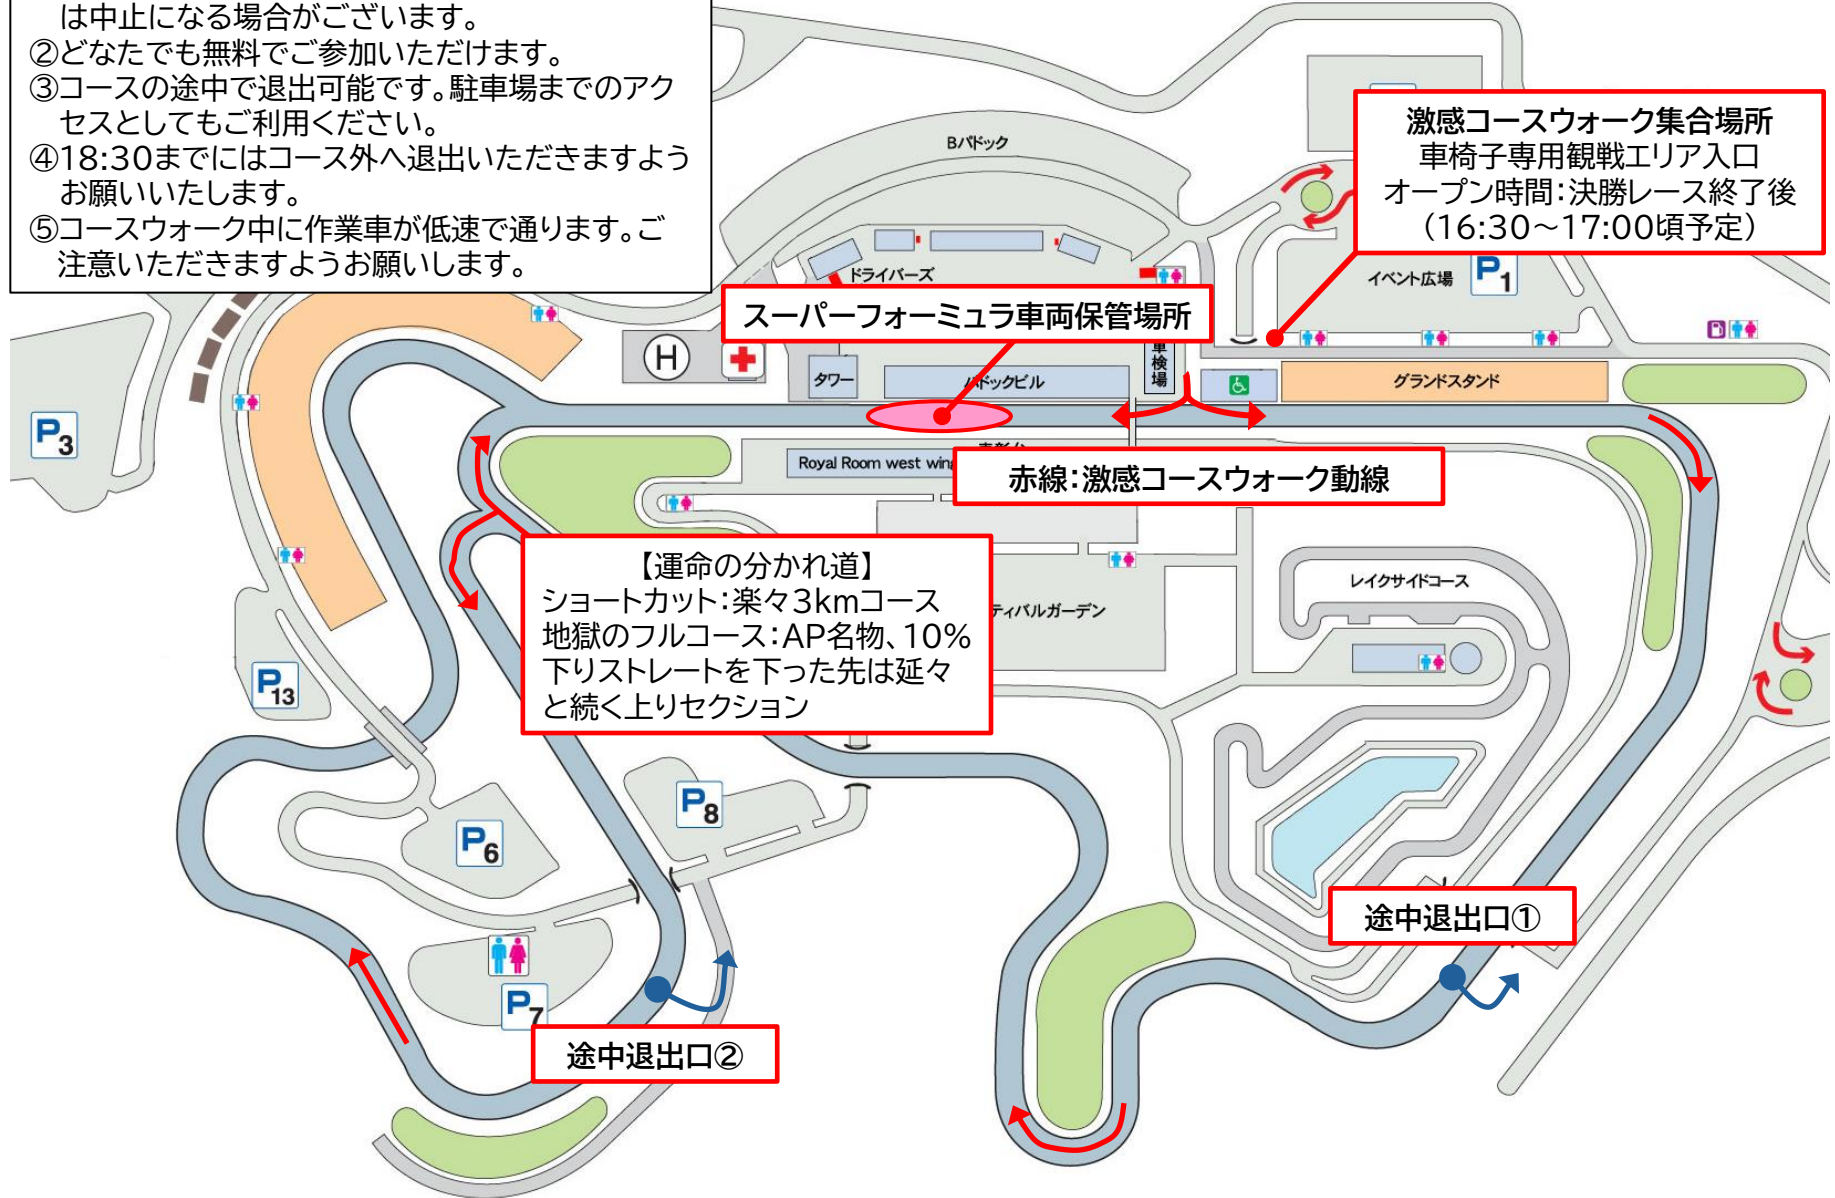 は中止になる場合がございます。
②どなたでも無料でご参加いただけます。
③コースの途中で退出可能です。駐車場までのアク
セスとしてもご利用ください。
④18:30までにはコース外へ退出いただきますよう
お願いいたします。
⑤コースウォーク中に作業車が低速で通ります。ご
注意いただきますようお願いします。
激感コースウォーク集合場所
車椅子専用観戦エリア入口
オープン時間：決勝レース終了後
（16:30～17:00頃予定）
Bパドック
ドライバーズ
イベント広場
P1
スーパーフォーミュラ車両保管場所
H
車検場
タワー
パドックビル
グランドスタンド
P3
Royal Room west wing
赤線：激感コースウォーク動線
【運命の分かれ道】
ショートカット：楽々3kmコース
地獄のフルコース：AP名物、10%
下りストレートを下った先は延々
と続く上りセクション
ティバルガーデン
レイクサイドコース
P13
P8
P6
途中退出口①
P7
途中退出口②